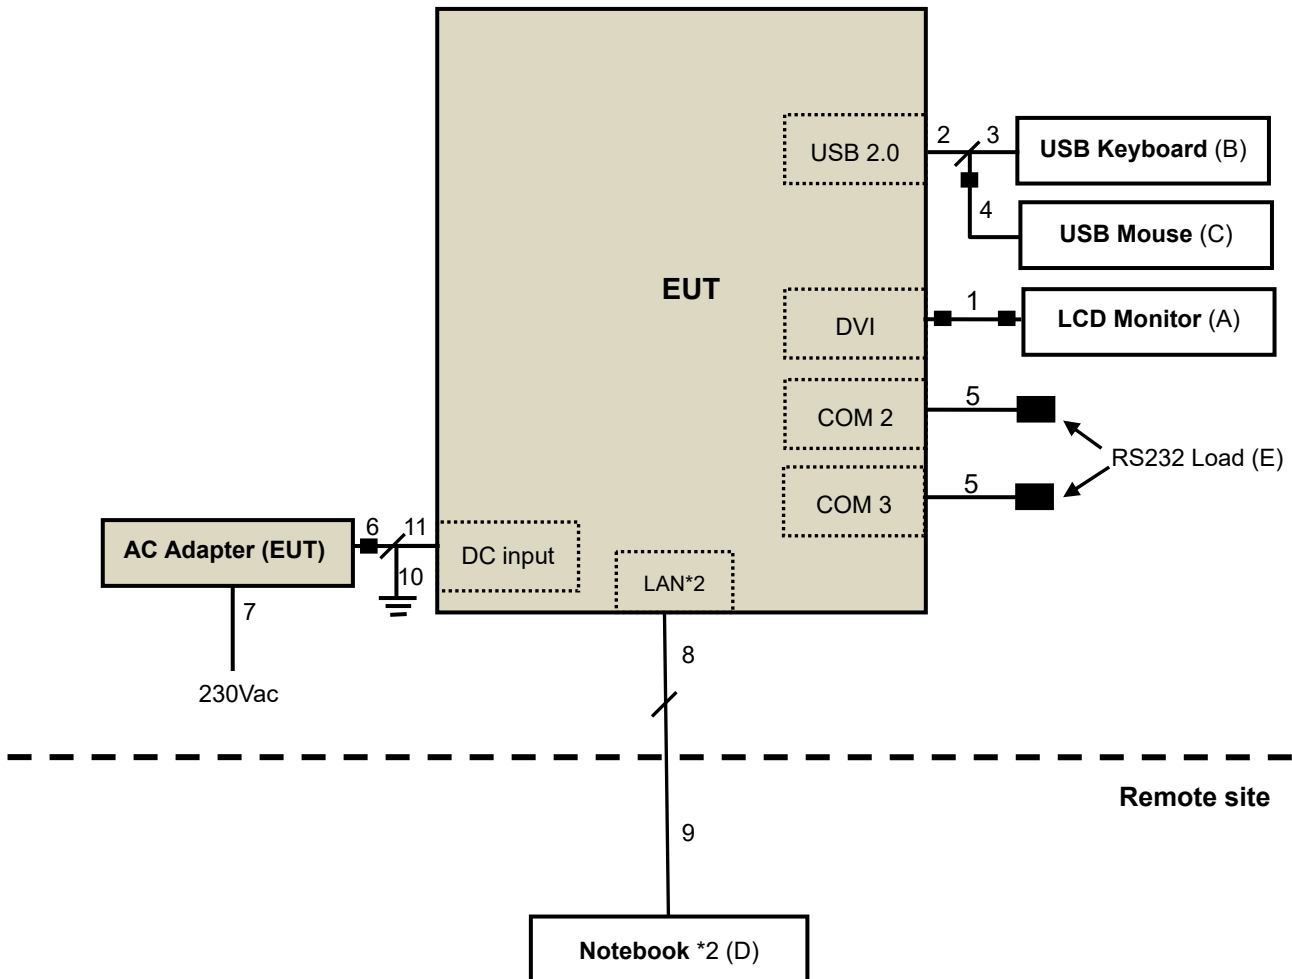 USB 2.0
2
3
USB Keyboard (B)
4
USB Mouse (C)
EUT
DVI
1
LCD Monitor (A)
COM 2
5
RS232 Load (E)
COM 3
5
AC Adapter (EUT)
6
11
DC input
10
LAN*2
7
230Vac
8
Remote site
9
Notebook *2 (D)